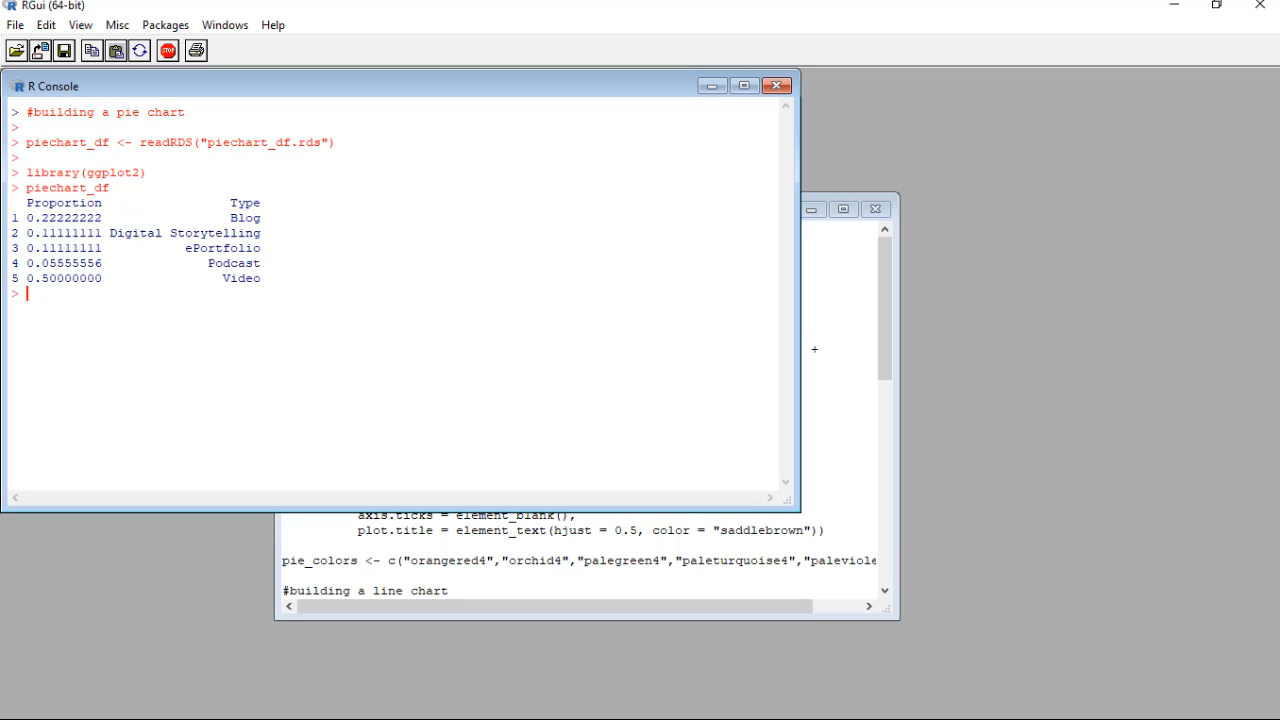 RGui (64-bit)
File Edit View Misc Packages Windows Help
STOP
R Console
> #building a pie chart
>
> piechart_df <- readRDS("piechart_df.rds")
>
> library(ggplot2)
> piechart_df
Proportion Type
1 0.22222222 Blog
2 0.11111111 Digital Storytelling
3 0.11111111 ePortfolio
4 0.05555556 Podcast
5 0.50000000 Video
>
axis.ticks = element_blank(),
plot.title = element_text(hjust = 0.5, color = "saddlebrown"))
pie_colors <- c("orangered4","orchid4","palegreen4","paleturquoise4","paleviole
#building a line chart